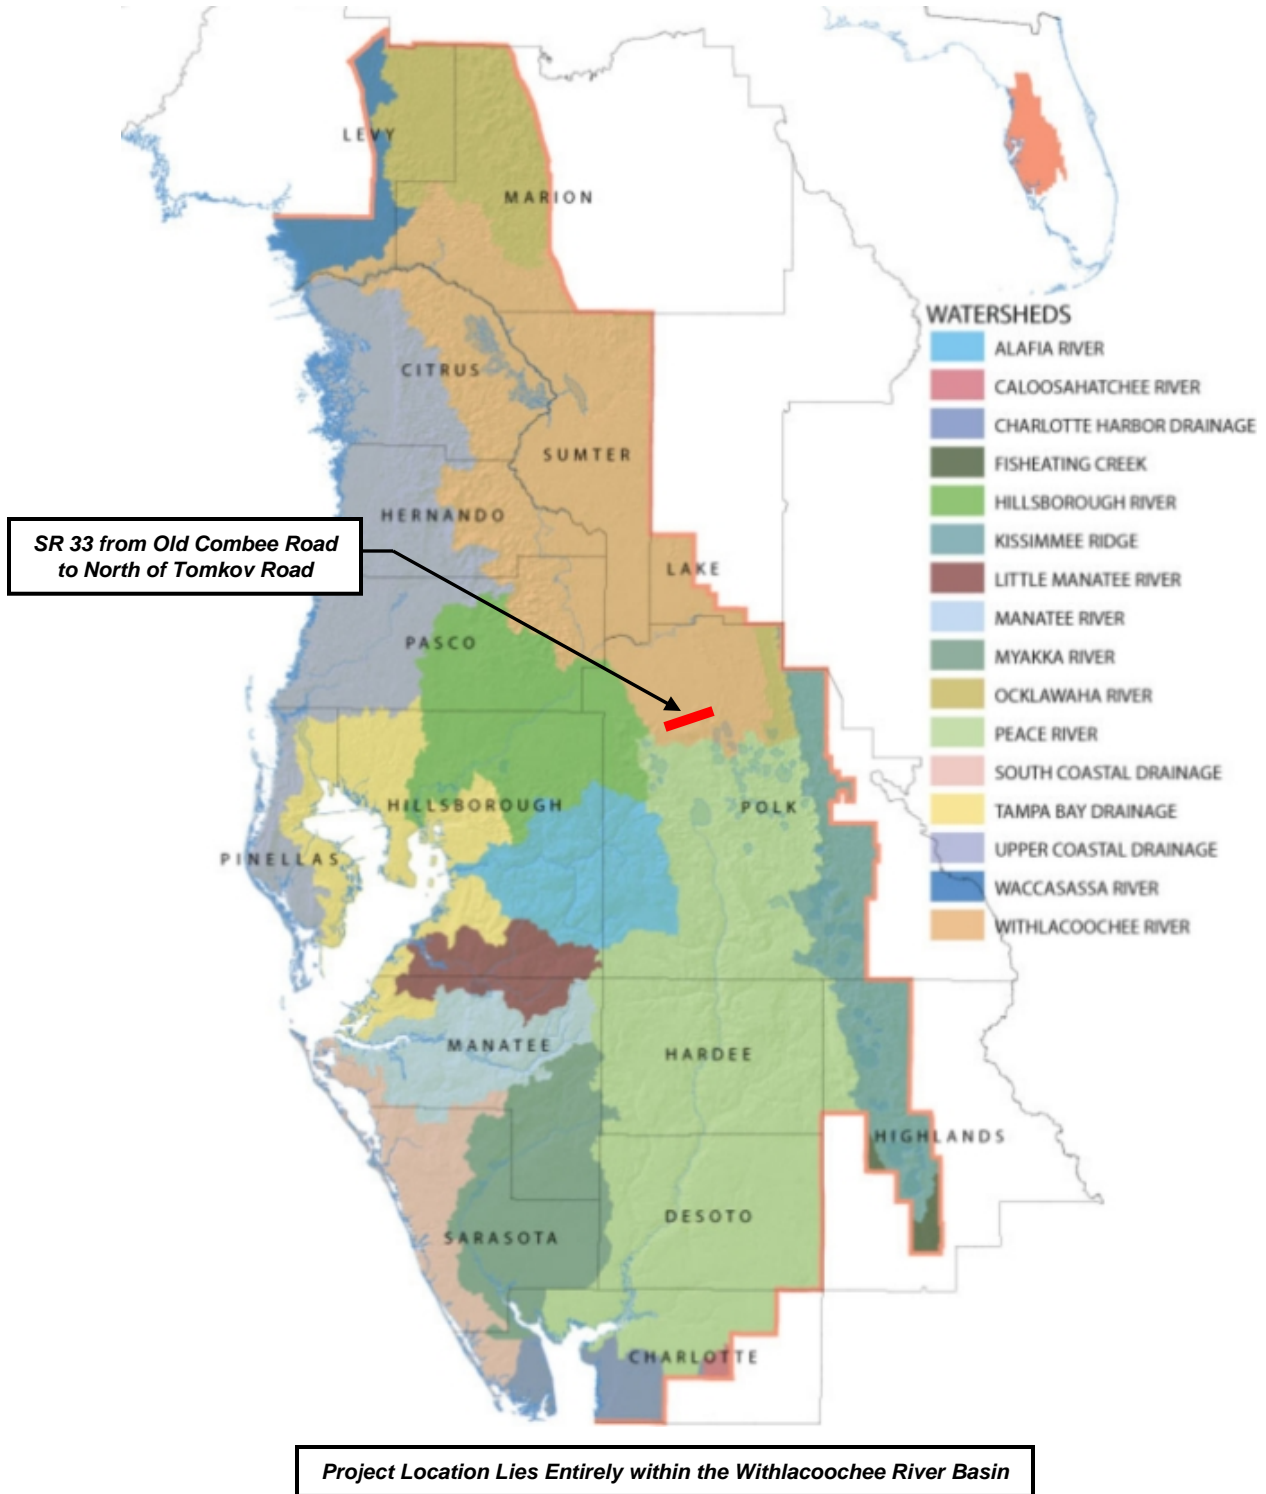 LEVY
MARION
CITRUS
SUMTER
HERNANDO
SR 33 from Old Combee Road
to North of Tomkov Road
LAKE
PASCO
HILLSBOROUGH
POLK
PINELLAS
MANATEE
HARDEE
HIGHLANDS
DESOTO
SARASOTA
CHARLOTTE
WATERSHEDS
ALAFIA RIVER
CALOOSAHATCHEE RIVER
CHARLOTTE HARBOR DRAINAGE
FISHEATING CREEK
HILLSBOROUGH RIVER
KISSIMMEE RIDGE
LITTLE MANATEE RIVER
MANATEE RIVER
MYAKKA RIVER
OCKLAWAHA RIVER
PEACE RIVER
SOUTH COASTAL DRAINAGE
TAMPA BAY DRAINAGE
UPPER COASTAL DRAINAGE
WACCASASSA RIVER
WITHLACOOCHEE RIVER
Project Location Lies Entirely within the Withlacoochee River Basin